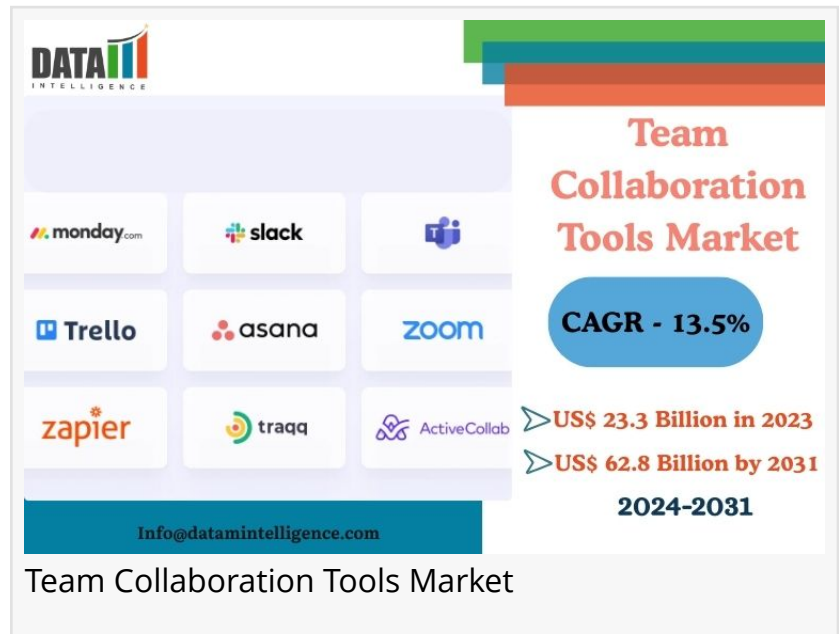 DATA M
INTELLIGENCE
Team
Collaboration
Tools Market
monday.com
slack
T
Trello
asana
zoom
zapier
traqq
ActiveCollab
CAGR - 13.5%
US$ 23.3 Billion in 2023
US$ 62.8 Billion by 2031
2024-2031
Info@datamintelligence.com
Team Collaboration Tools Market